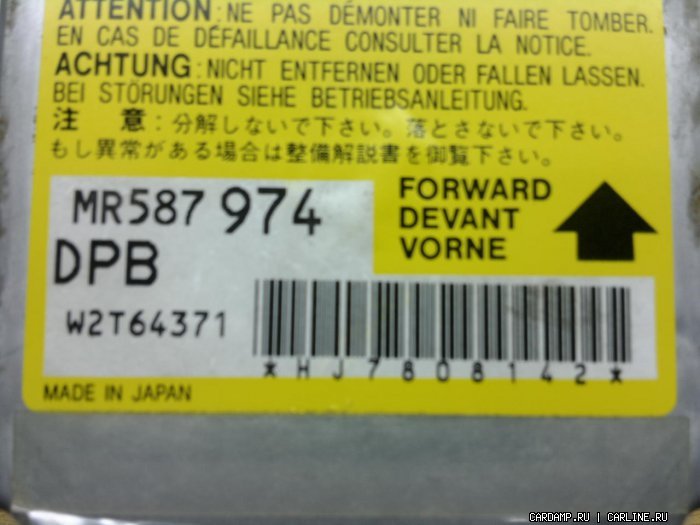 ATTENTION : NE PAS DÉMONTER NI FAIRE TOMBER.
EN CAS DE DÉFAILLANCE CONSULTER LA NOTICE.
ACHTUNG : NICHT ENTFERNEN ODER FALLEN LASSEN.
BEI STÖRUNGEN SIEHE BETRIEBSANLEITUNG.
注 意：分解しないで下さい。落とさないで下さい。
もし異常がある場合は整備解説書を御覧下さい。
MR587 974
DPB
W2T64371
FORWARD
DEVANT
VORNE
*HJ7808142*
MADE IN JAPAN
CARDAMP.RU | CARLINE.RU